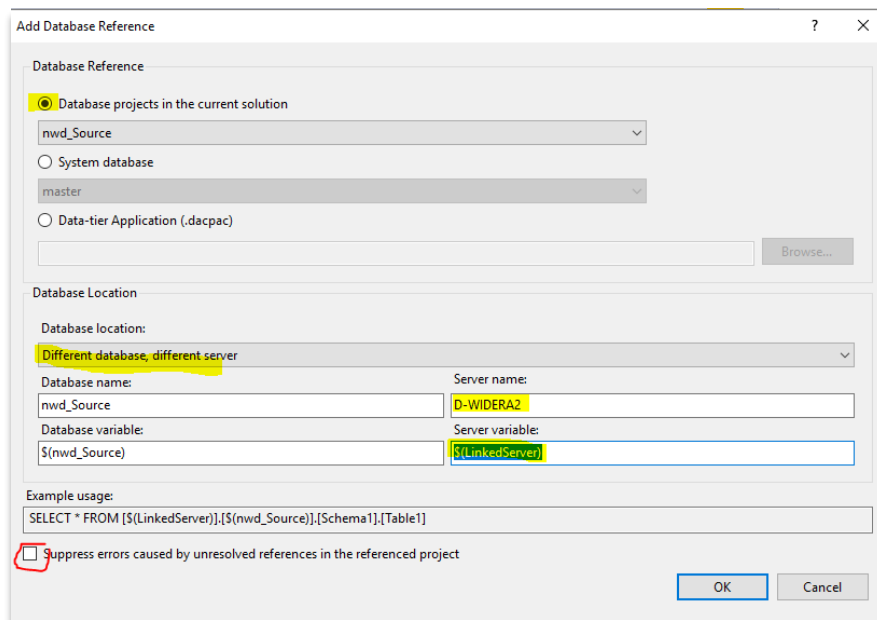 Add Database Reference ?
Database Reference
Database projects in the current solution
nwd_Source
System database
master
Data-tier Application (.dacpac)
Browse...
Database Location
Database location:
Different database, different server
Database name: Server name:
nwd_Source D-WIDERA2
Database variable: Server variable:
$(nwd_Source) $(LinkedServer)
Example usage:
SELECT * FROM [$(LinkedServer)].[$(nwd_Source)].[Schema1].[Table1]
Suppress errors caused by unresolved references in the referenced project
OK Cancel